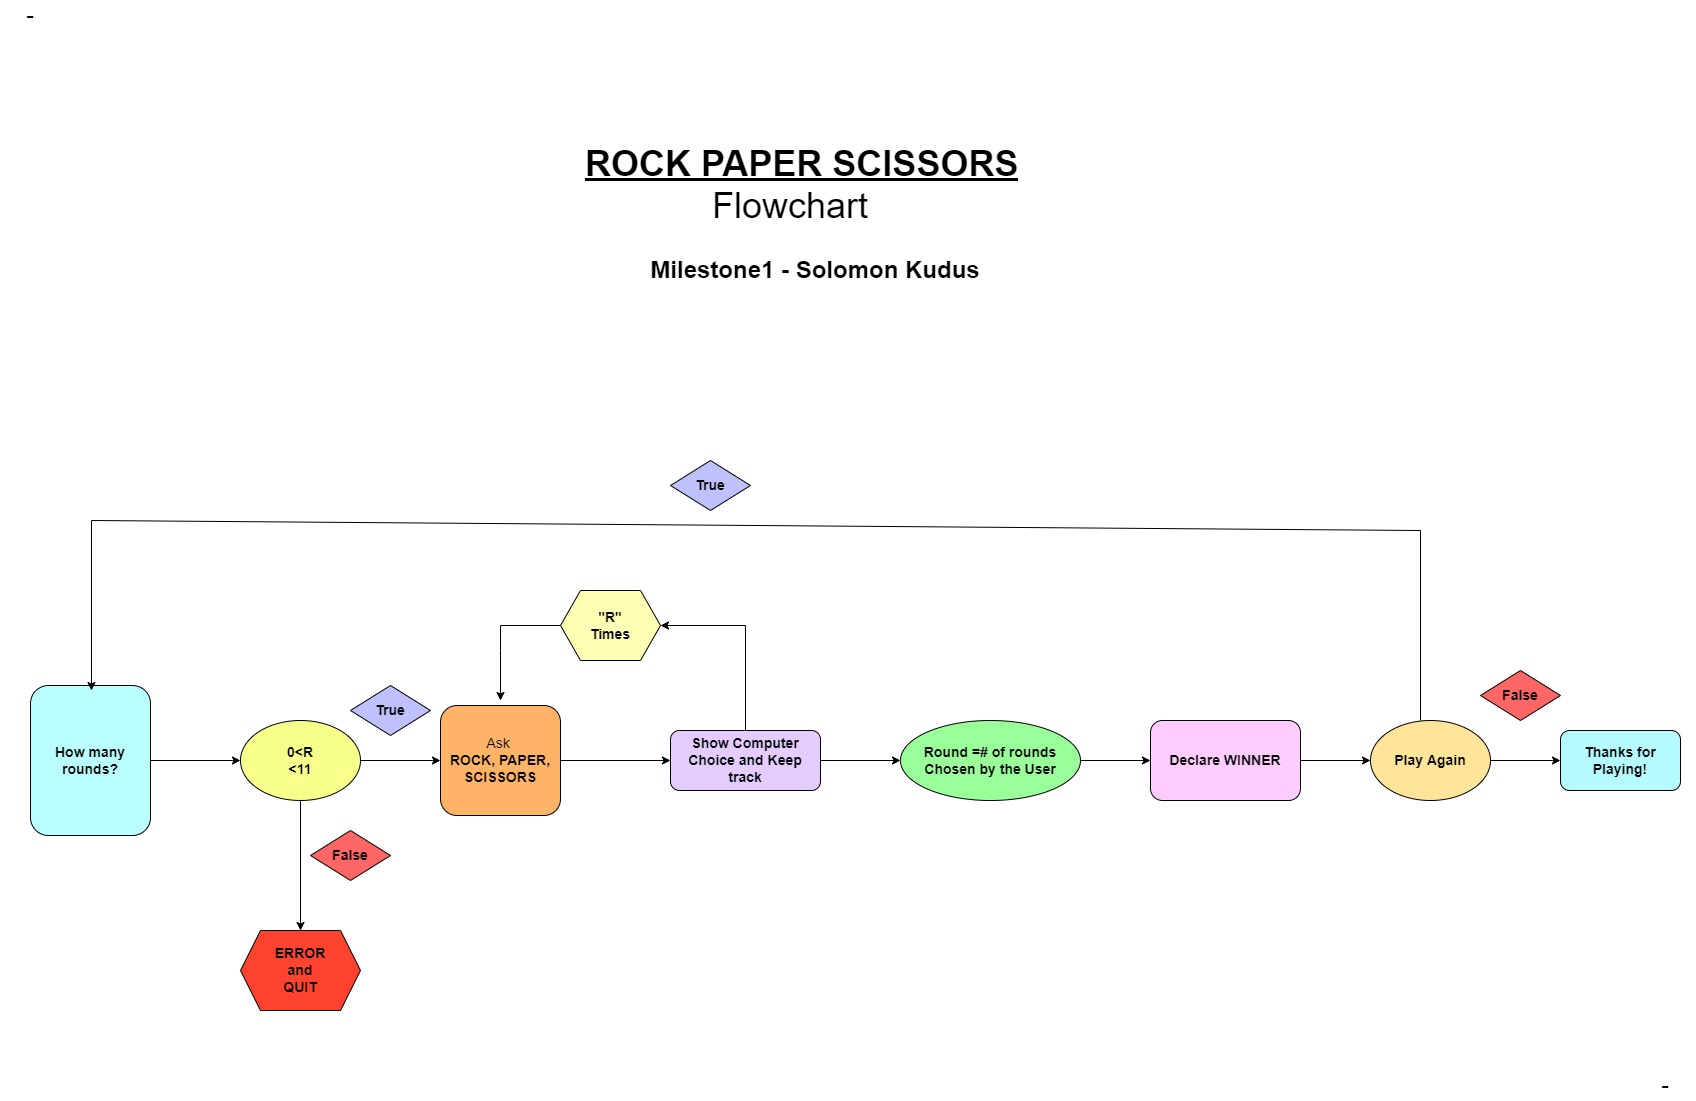 -
ROCK PAPER SCISSORS
Flowchart
Milestone1 - Solomon Kudus
True
"R"
Times
How many
rounds?
0<R
<11
True
Ask
ROCK, PAPER,
SCISSORS
Show Computer
Choice and Keep
track
Round =# of rounds
Chosen by the User
Declare WINNER
Play Again
False
Thanks for
Playing!
False
ERROR
and
QUIT
-